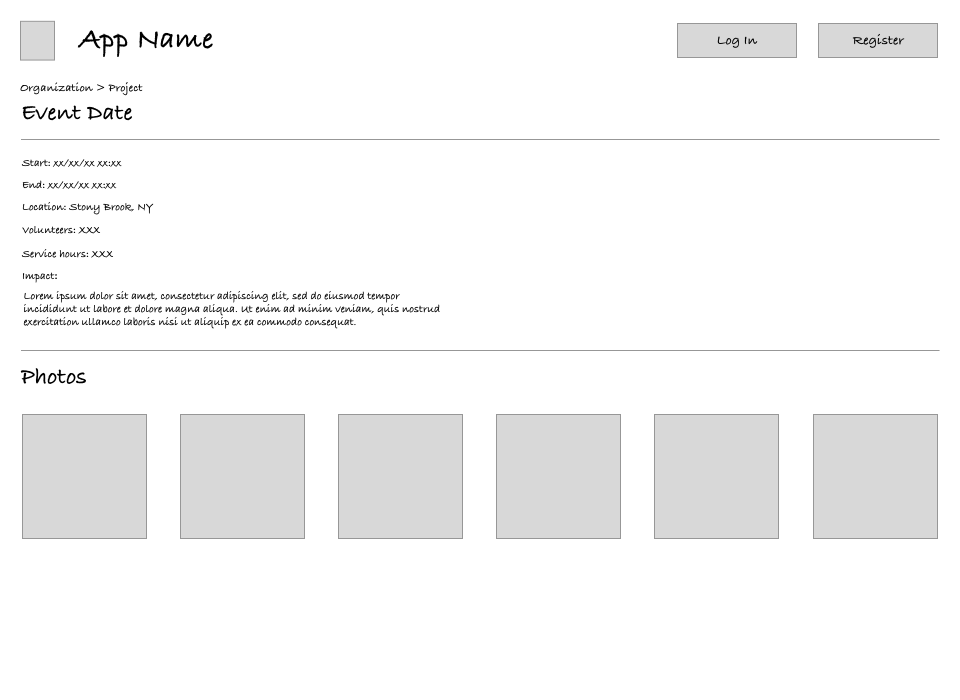 App Name
Log In
Register
Organization > Project
Event Date
Start: xx/xx/xx xx:xx
End: xx/xx/xx xx:xx
Location: Stony Brook, NY
Volunteers: XXX
Service hours: XXX
Impact:
Lorem ipsum dolor sit amet, consectetur adipiscing elit, sed do eiusmod tempor
incididunt ut labore et dolore magna aliqua. Ut enim ad minim veniam, quis nostrud
exercitation ullamco laboris nisi ut aliquip ex ea commodo consequat.
Photos